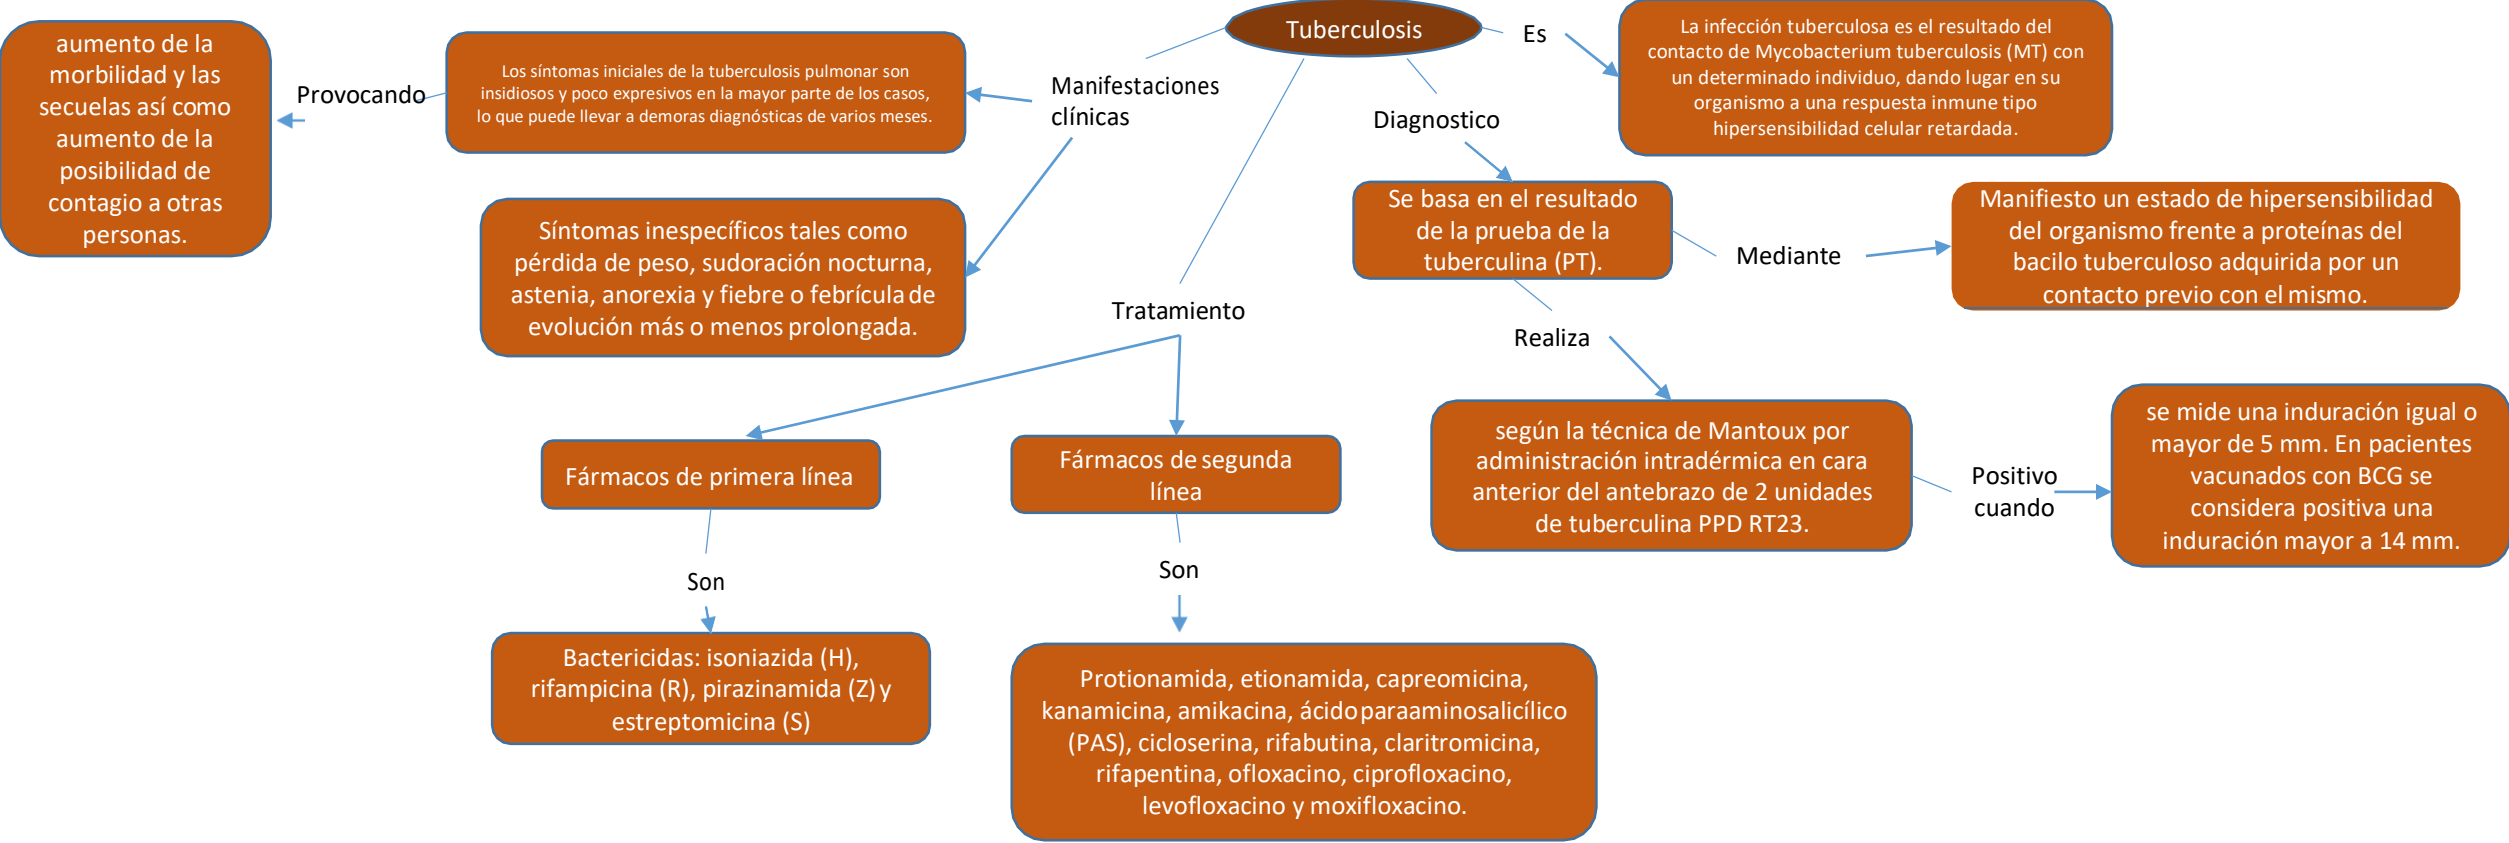 Tuberculosis
Es
La infección tuberculosa es el resultado del
contacto de Mycobacterium tuberculosis (MT) con
un determinado individuo, dando lugar en su
organismo a una respuesta inmune tipo
hipersensibilidad celular retardada.
Manifestaciones
clínicas
Los síntomas iniciales de la tuberculosis pulmonar son
insidiosos y poco expresivos en la mayor parte de los casos,
lo que puede llevar a demoras diagnósticas de varios meses.
Provocando
aumento de la
morbilidad y las
secuelas así como
aumento de la
posibilidad de
contagio a otras
personas.
Síntomas inespecíficos tales como
pérdida de peso, sudoración nocturna,
astenia, anorexia y fiebre o febrícula de
evolución más o menos prolongada.
Diagnostico
Se basa en el resultado
de la prueba de la
tuberculina (PT).
Mediante
Manifiesto un estado de hipersensibilidad
del organismo frente a proteínas del
bacilo tuberculoso adquirida por un
contacto previo con el mismo.
Realiza
según la técnica de Mantoux por
administración intradérmica en cara
anterior del antebrazo de 2 unidades
de tuberculina PPD RT23.
Positivo
cuando
se mide una induración igual o
mayor de 5 mm. En pacientes
vacunados con BCG se
considera positiva una
induración mayor a 14 mm.
Tratamiento
Fármacos de primera línea
Son
Bactericidas: isoniazida (H),
rifampicina (R), pirazinamida (Z) y
estreptomicina (S)
Fármacos de segunda
línea
Son
Protionamida, etionamida, capreomicina,
kanamicina, amikacina, ácido paraaminosalicílico
(PAS), cicloserina, rifabutina, claritromicina,
rifapentina, ofloxacino, ciprofloxacino,
levofloxacino y moxifloxacino.